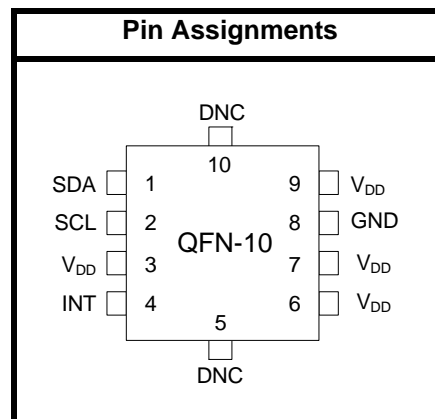 Pin Assignments
DNC
10
SDA 1 9 VDD
SCL 2 8 GND
QFN-10
VDD 3 7 VDD
INT 4 6 VDD
5
DNC